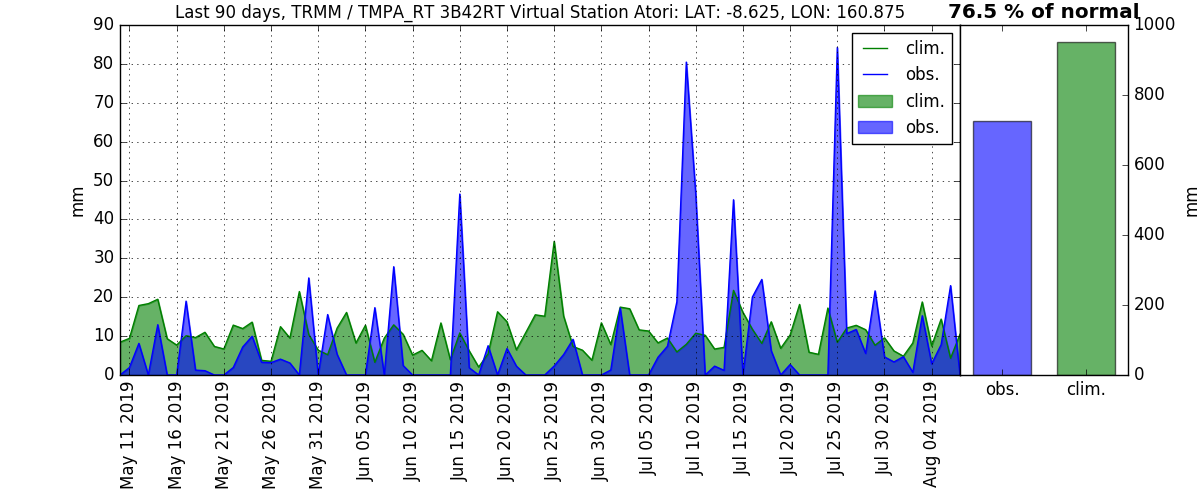 Last 90 days, TRMM / TMPA_RT 3B42RT Virtual Station Atori: LAT: -8.625, LON: 160.875
76.5 % of normal
90
80
70
60
50
40
30
20
10
0
mm
clim.
obs.
clim.
obs.
May 11 2019
May 16 2019
May 21 2019
May 26 2019
May 31 2019
Jun 05 2019
Jun 10 2019
Jun 15 2019
Jun 20 2019
Jun 25 2019
Jun 30 2019
Jul 05 2019
Jul 10 2019
Jul 15 2019
Jul 20 2019
Jul 25 2019
Jul 30 2019
Aug 04 2019
1000
800
600
400
200
0
mm
obs.
clim.